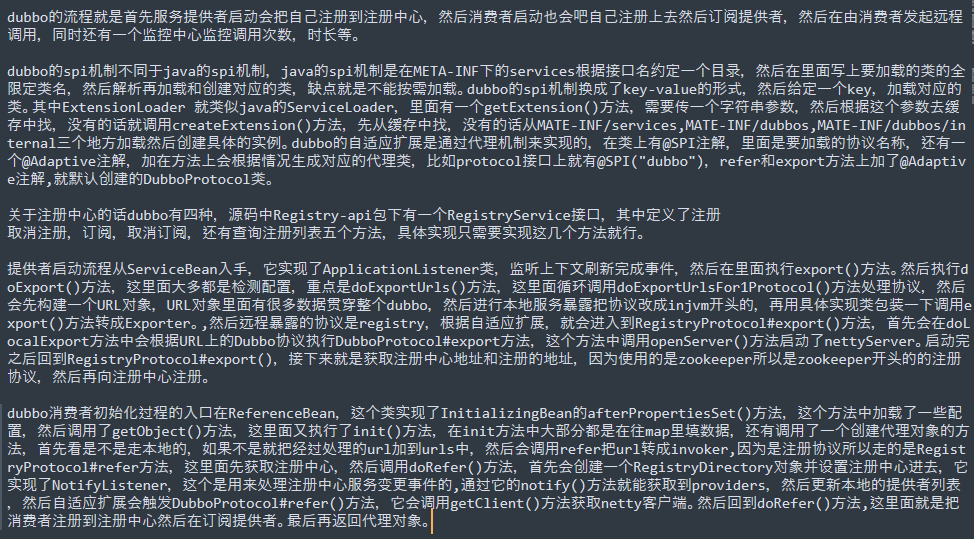 dubbo的流程就是首先服务提供者启动会把自己注册到注册中心，然后消费者启动也会吧自己注册上去然后订阅提供者，然后在由消费者发起远程
调用，同时还有一个监控中心监控调用次数，时长等。
dubbo的spi机制不同于java的spi机制，java的spi机制是在META-INF下的services根据接口名约定一个目录，然后在里面写上要加载的类的全
限定类名，然后解析再加载和创建对应的类，缺点就是不能按需加载。dubbo的spi机制换成了key-value的形式，然后给定一个key，加载对应的
个类。其中ExtensionLoader 就类似java的ServiceLoader，里面有一个getExtension()方法，需要传一个字符串参数，然后根据这个参数去缓
存中找，没有的话就调用createExtension()方法，先从缓存中找，没有的话从MATE-INF/services,MATE-INF/dubbos,MATE-INF/dubbos/in
ternal三个地方加载然后创建具体的实例。dubbo的自适应扩展是通过代理机制来实现的，在类上有@SPI注解，里面是要加载的协议名称，还有一
个@Adaptive注解，加在方法上会根据情况生成对应的代理类，比如protocol接口上就有@SPI("dubbo")，refer和export方法上加了@Adaptiv
e注解,就默认创建的DubboProtocol类。
关于注册中心的话dubbo有四种，源码中Registry-api包下有一个RegistryService接口，其中定义了注册
取消注册，订阅，取消订阅，还有查询注册列表五个方法，具体实现只需要实现这几个方法就行。
提供者启动流程从ServiceBean入手，它实现了ApplicationListener类，监听上下文刷新完成事件，然后在里面执行export()方法。然后执行d
oExport()方法，这里面大多都是检测配置，重点是doExportUrls()方法，这里面循环调用doExportUrlsFor1Protocol()方法处理协议，然后
会先构建一个URL对象，URL对象里面有很多数据贯穿整个dubbo，然后进行本地服务暴露把协议改成injvm开头的，再用具体实现类包装一下调用e
xport()方法转成Exporter。,然后远程暴露的协议是registry，根据自适应扩展，就会进入到RegistryProtocol#export()方法，首先会在doL
ocalExport方法中会根据URL上的Dubbo协议执行DubboProtocol#export方法，这个方法中调用openServer()方法启动了nettyServer。启动完
之后回到RegistryProtocol#export()，接下来就是获取注册中心地址和注册的地址，因为使用的是zookeeper所以是zookeeper开头的的注册
协议，然后再向注册中心注册。
dubbo消费者初始化过程的入口在ReferenceBean，这个类实现了InitializingBean的afterPropertiesSet()方法，这个方法中加载了一些配
置，然后调用了getObject()方法，这里面又执行了init()方法，在init方法中大部分都是在往map里填数据，还有调用了一个创建代理对象的方
法，首先看是不是走本地的，如果不是就把经过处理的url加到urls中，然后会调用refer把url转成invoker,因为是注册协议所以走的是Regist
ryProtocol#refer方法，这里面先获取注册中心，然后调用doRefer()方法，首先会创建一个RegistryDirectory对象并设置注册中心进去，它
实现了NotifyListener，这个是用来处理注册中心服务变更事件的,通过它的notify()方法就能获取到providers，然后更新本地的提供者列表
，然后自适应扩展会触发DubboProtocol#refer()方法，它会调用getClient()方法获取netty客户端。然后回到doRefer()方法,这里面就是把
消费者注册到注册中心然后在订阅提供者。最后再返回代理对象。